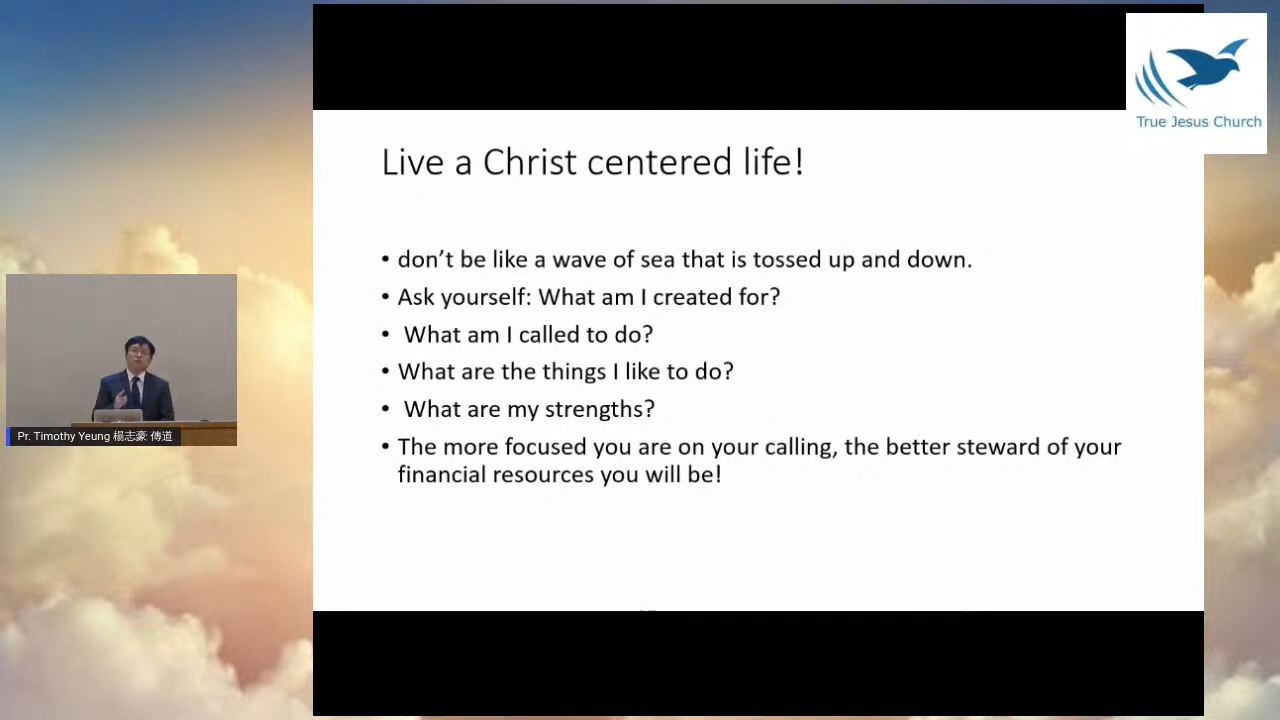 True Jesus Church
Live a Christ centered life!
• don’t be like a wave of sea that is tossed up and down.
• Ask yourself: What am I created for?
• What am I called to do?
• What are the things I like to do?
• What are my strengths?
• The more focused you are on your calling, the better steward of your
financial resources you will be!
Pr. Timothy Yeung 楊志豪 傳道